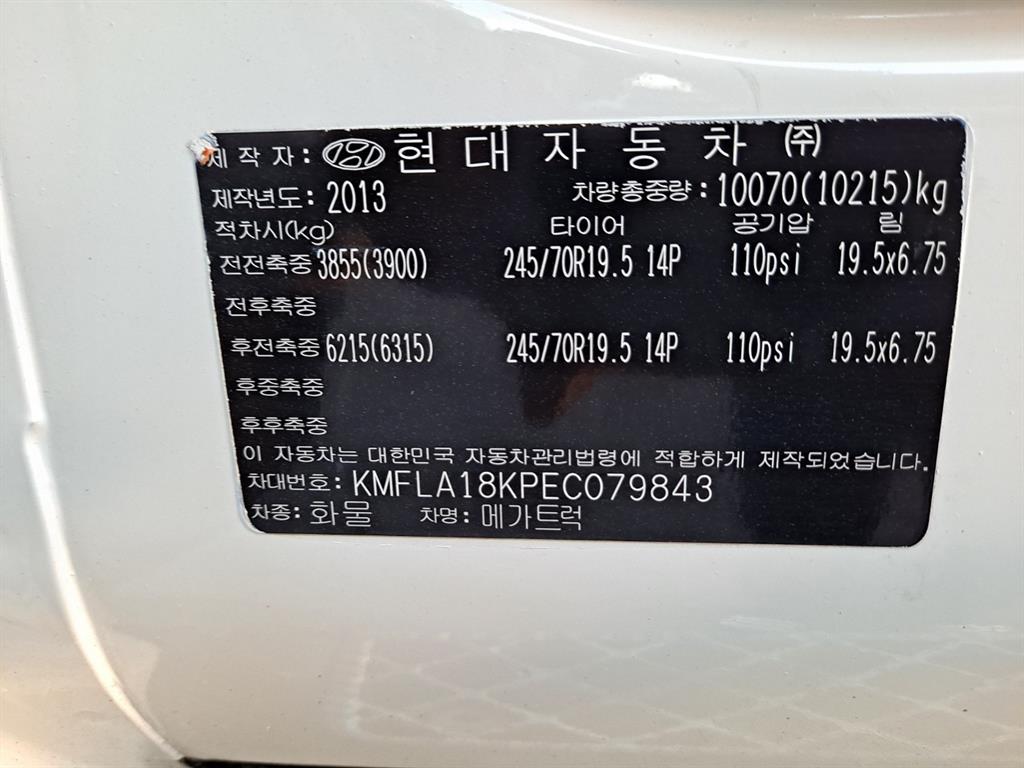 제작자: 현대자동차 ㈜
제작년도: 2013 차량총중량: 10070(10215)kg
적차시(kg) 타이어 공기압 림
전전축중 3855(3900) 245/70R19.5 14P 110psi 19.5x6.75
전후축중
후전축중 6215(6315) 245/70R19.5 14P 110psi 19.5x6.75
후중축중
후후축중
이 자동차는 대한민국 자동차관리법령에 적합하게 제작되었습니다.
차대번호: KMFLA18KPEC079843
차종: 화물 차명: 메가트럭